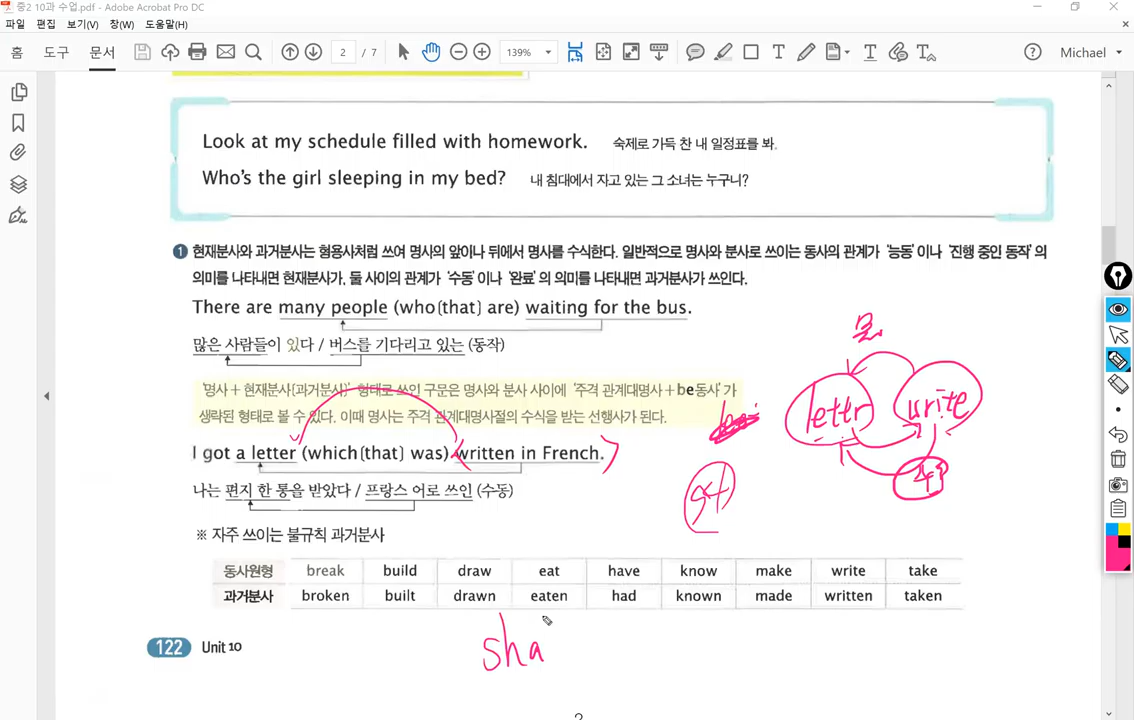 중2 10과 수업.pdf - Adobe Acrobat Pro DC
파일 편집 보기(V) 창(W) 도움말(H)
홈 도구 문서 2 / 7 139% Michael
Look at my schedule filled with homework. 숙제로 가득 찬 내 일정표를 봐.
Who's the girl sleeping in my bed? 내 침대에서 자고 있는 그 소녀는 누구니?
1 현재분사와 과거분사는 형용사처럼 쓰여 명사의 앞이나 뒤에서 명사를 수식한다. 일반적으로 명사와 분사로 쓰이는 동사의 관계가 '능동'이나 '진행 중인 동작'의
의미를 나타내면 현재분사가, 둘 사이의 관계가 '수동'이나 '완료'의 의미를 나타내면 과거분사가 쓰인다.
There are many people (who(that) are) waiting for the bus.
많은 사람들이 있다 / 버스를 기다리고 있는 (동작)
'명사 + 현재분사(과거분사)' 형태로 쓰인 구문은 명사와 분사 사이에 '주격 관계대명사 + be동사'가
생략된 형태로 볼 수 있다. 이때 명사는 주격 관계대명사절의 수식을 받는 선행사가 된다.
lettr write
I got a letter (which(that) was) written in French.
나는 편지 한 통을 받았다 / 프랑스 어로 쓰인 (수동)
※ 자주 쓰이는 불규칙 과거분사
동사원형 break build draw eat have know make write take
과거분사 broken built drawn eaten had known made written taken
122 Unit 10
sha
2